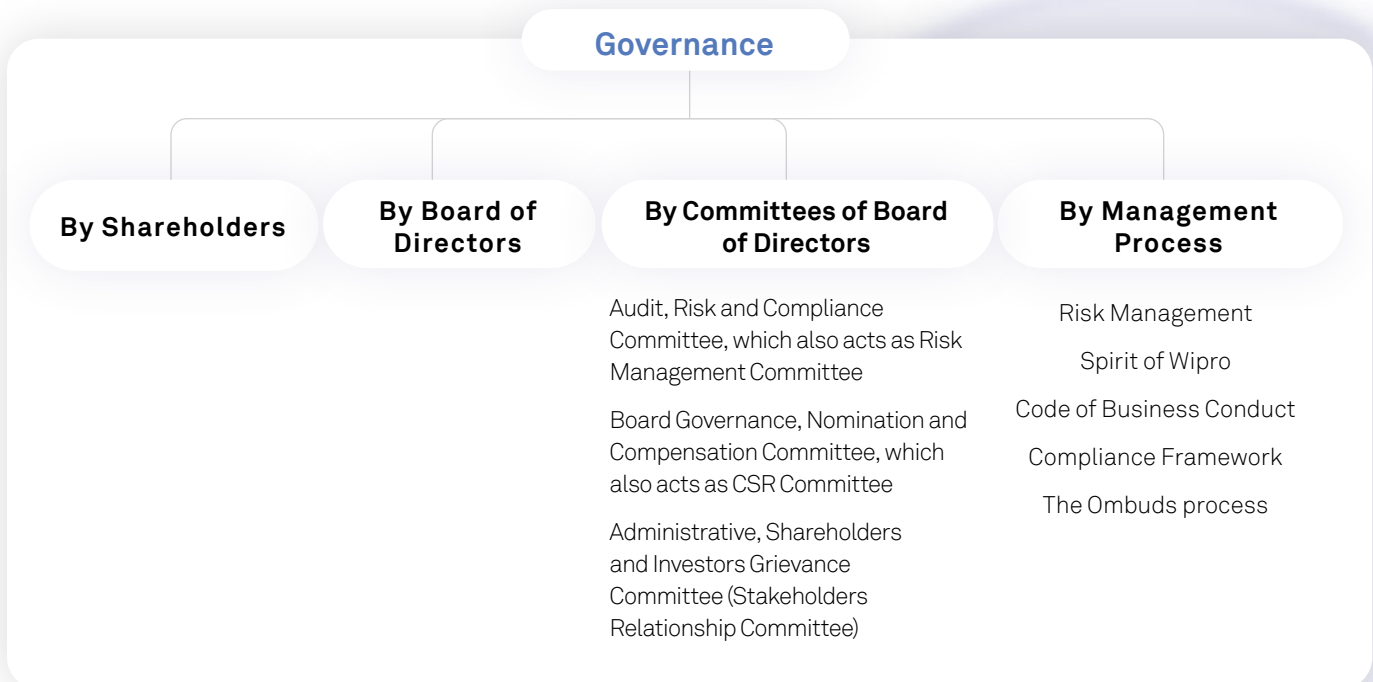 Governance
By Shareholders
By Board of
Directors
By Committees of Board
of Directors
Audit, Risk and Compliance
Committee, which also acts as Risk
Management Committee
Board Governance, Nomination and
Compensation Committee, which
also acts as CSR Committee
Administrative, Shareholders
and Investors Grievance
Committee (Stakeholders
Relationship Committee)
By Management
Process
Risk Management
Spirit of Wipro
Code of Business Conduct
Compliance Framework
The Ombuds process